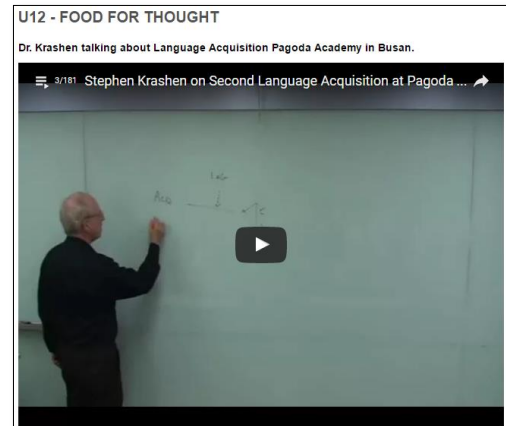 U12 - FOOD FOR THOUGHT
Dr. Krashen talking about Language Acquisition Pagoda Academy in Busan.
3/181 Stephen Krashen on Second Language Acquisition at Pagoda ...